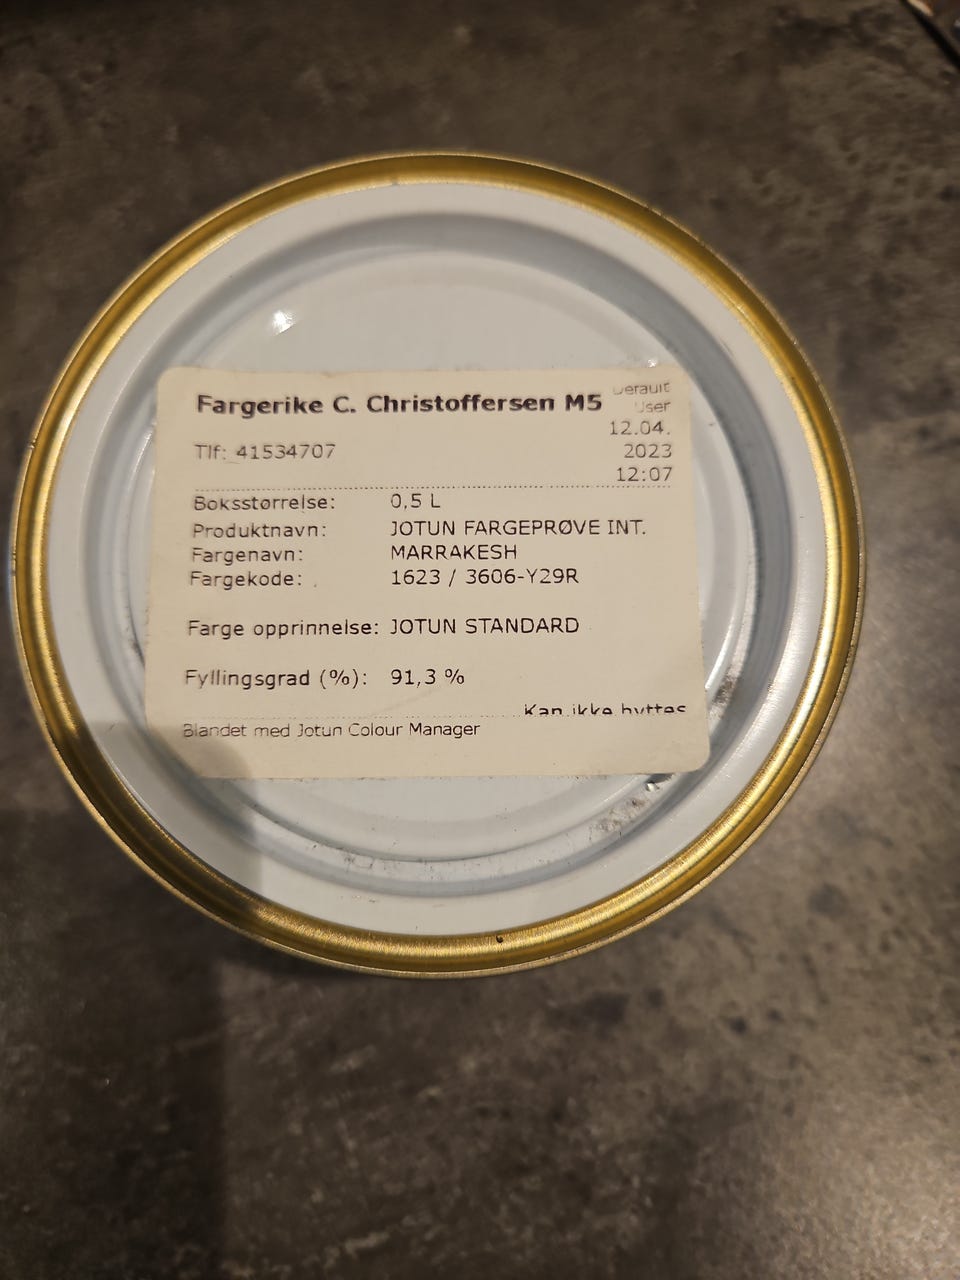 Fargerike C. Christoffersen M5
Default
User
12.04.
Tlf: 41534707
2023
12:07
Boksstørrelse: 0,5 L
Produktnavn: JOTUN FARGEPRØVE INT.
Fargenavn: MARRAKESH
Fargekode: 1623 / 3606-Y29R
Farge opprinnelse: JOTUN STANDARD
Fyllingsgrad (%): 91,3 %
Kan ikke byttes
Blandet med Jotun Colour Manager